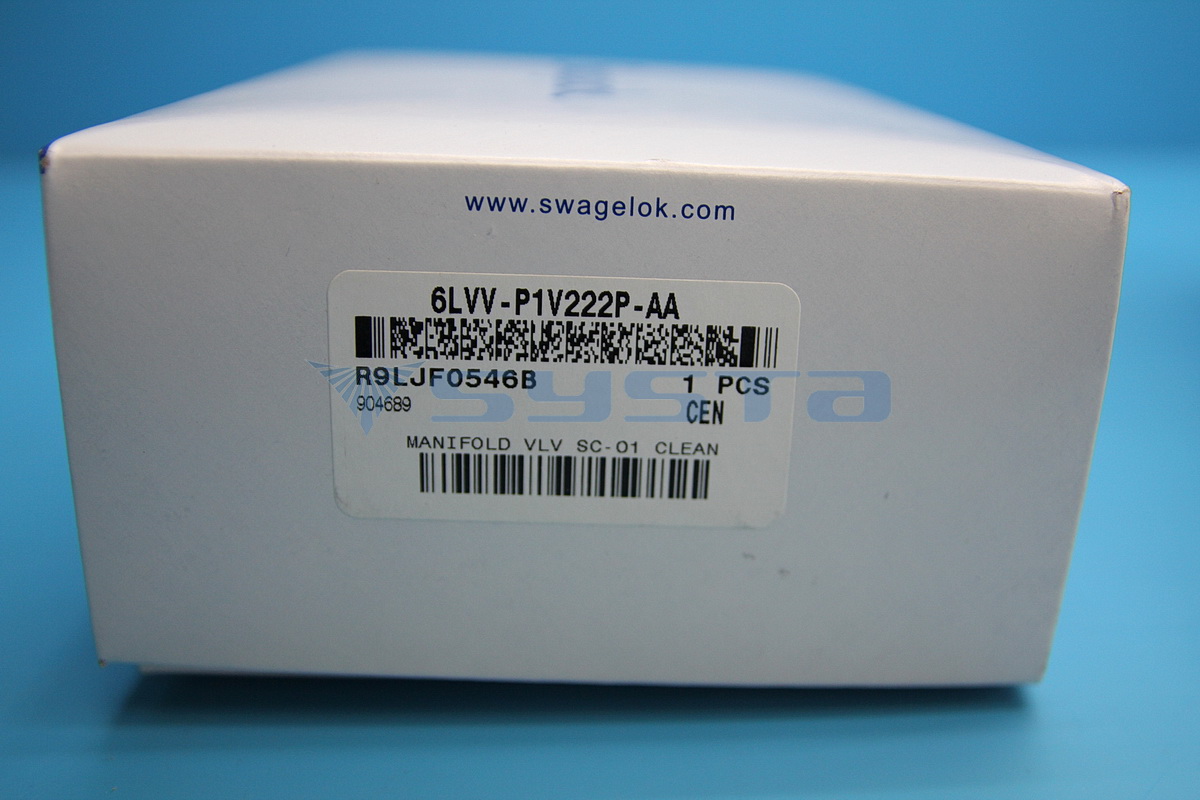 www.swagelok.com
6LVV-P1V222P-AA
R9LJF0546B 1 PCS
904689 CEN
systa
MANIFOLD VLV SC-01 CLEAN